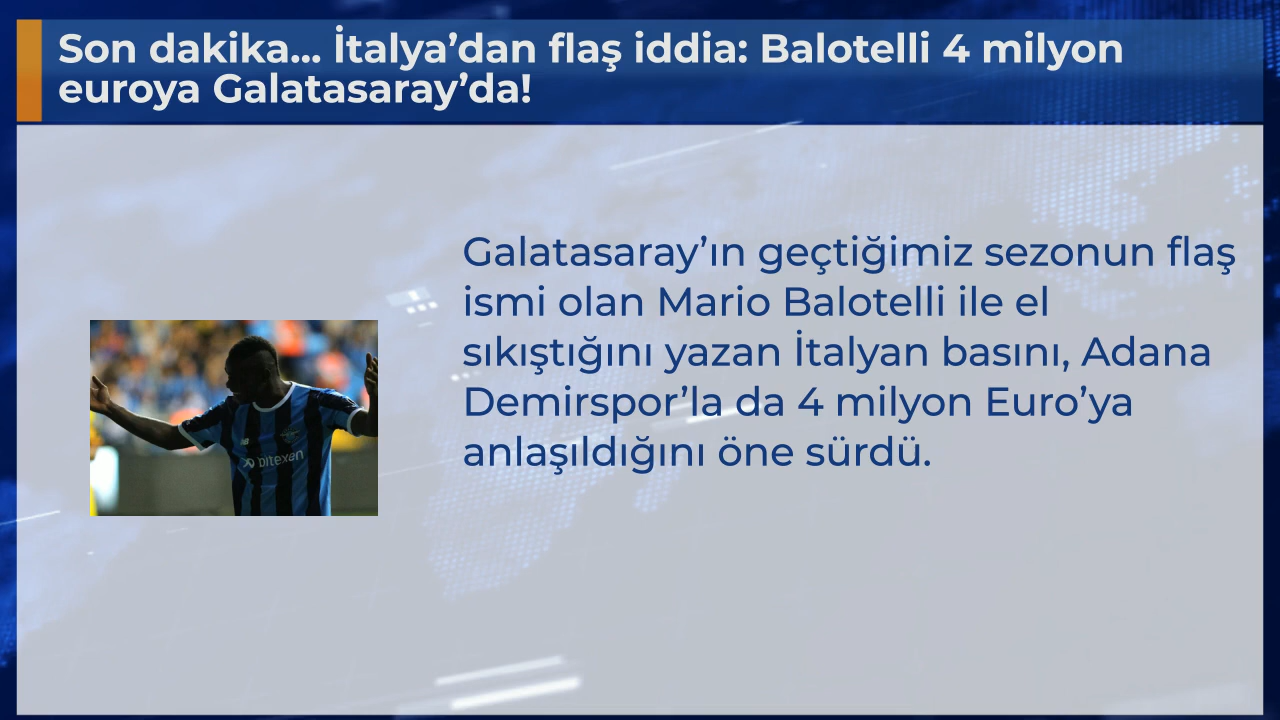 Son dakika... İtalya’dan flaş iddia: Balotelli 4 milyon
euroya Galatasaray’da!
Galatasaray’ın geçtiğimiz sezonun flaş
ismi olan Mario Balotelli ile el
sıkıştığını yazan İtalyan basını, Adana
Demirspor’la da 4 milyon Euro’ya
anlaşıldığını öne sürdü.
bitexen